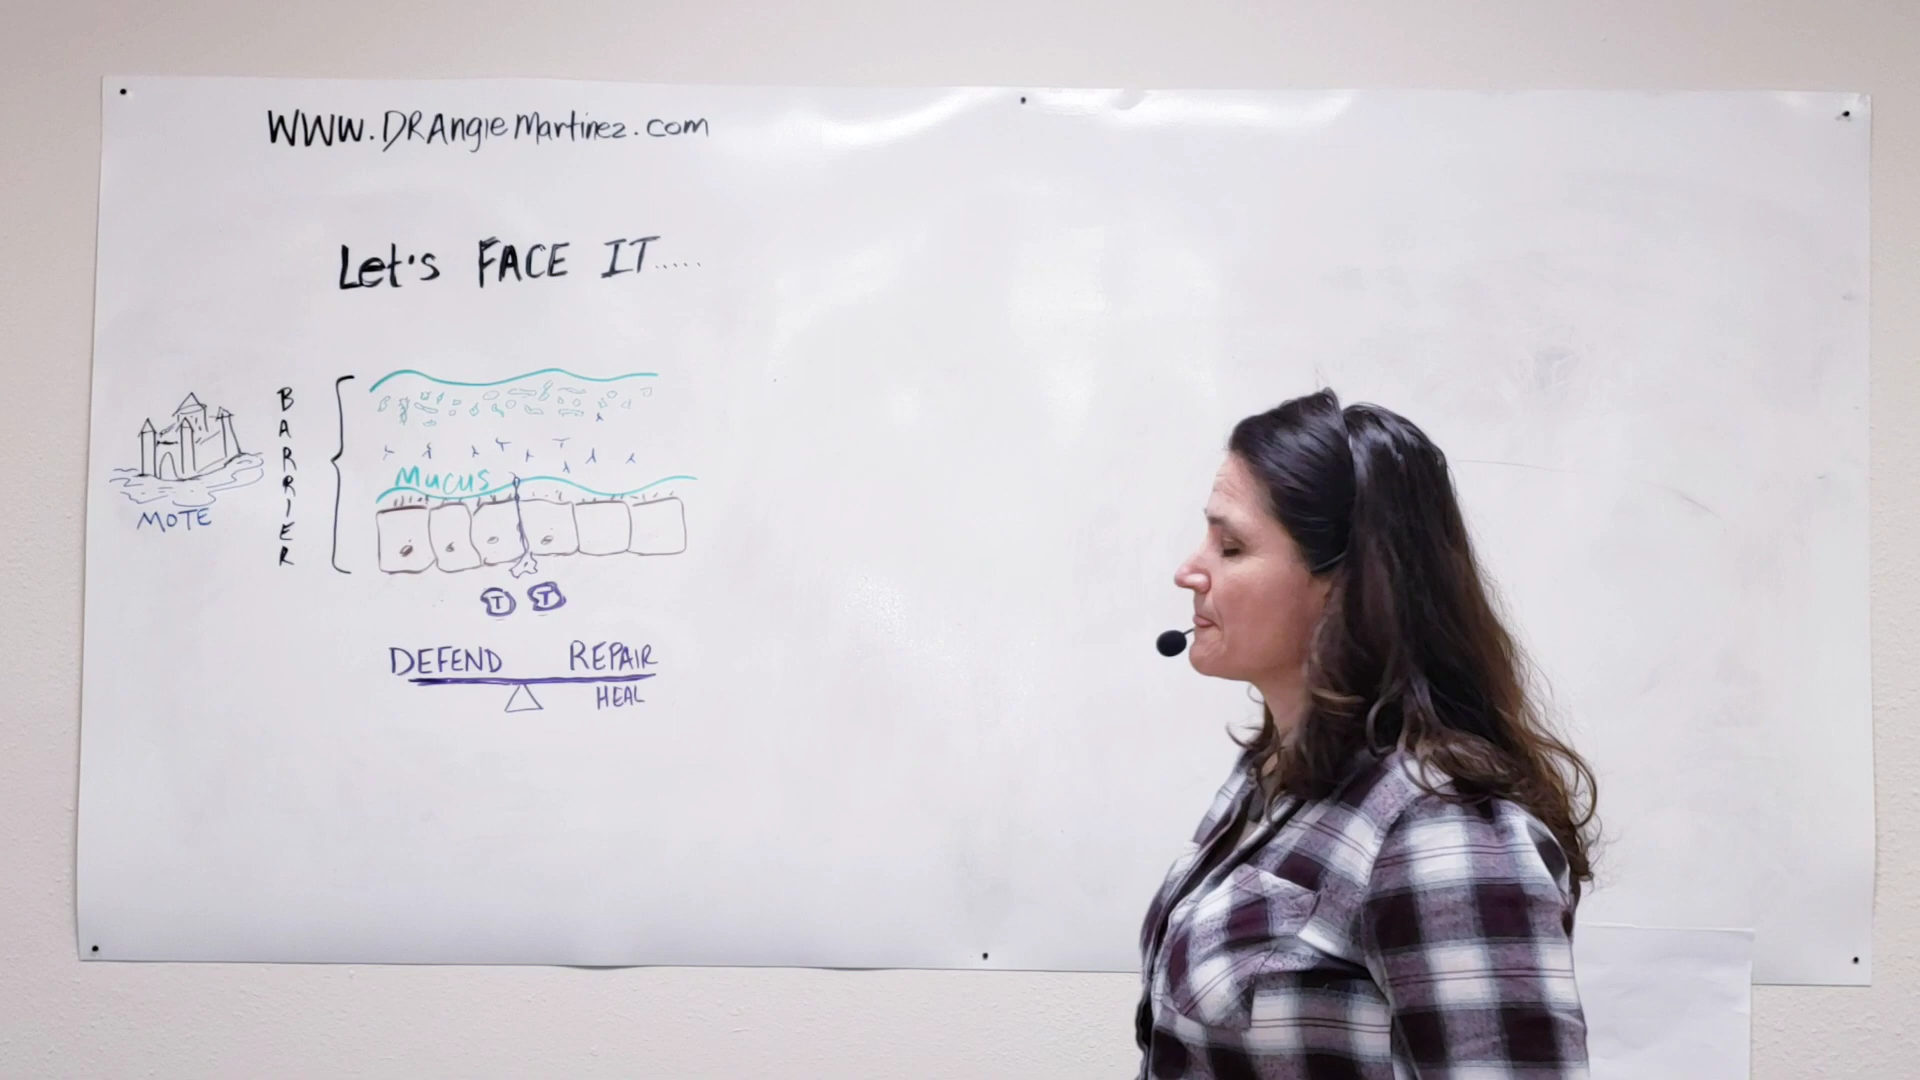 WWW.DRAngieMartinez.com
Let's FACE IT.....
BARRIER
Mucus
MOTE
T T
DEFEND REPAIR
HEAL